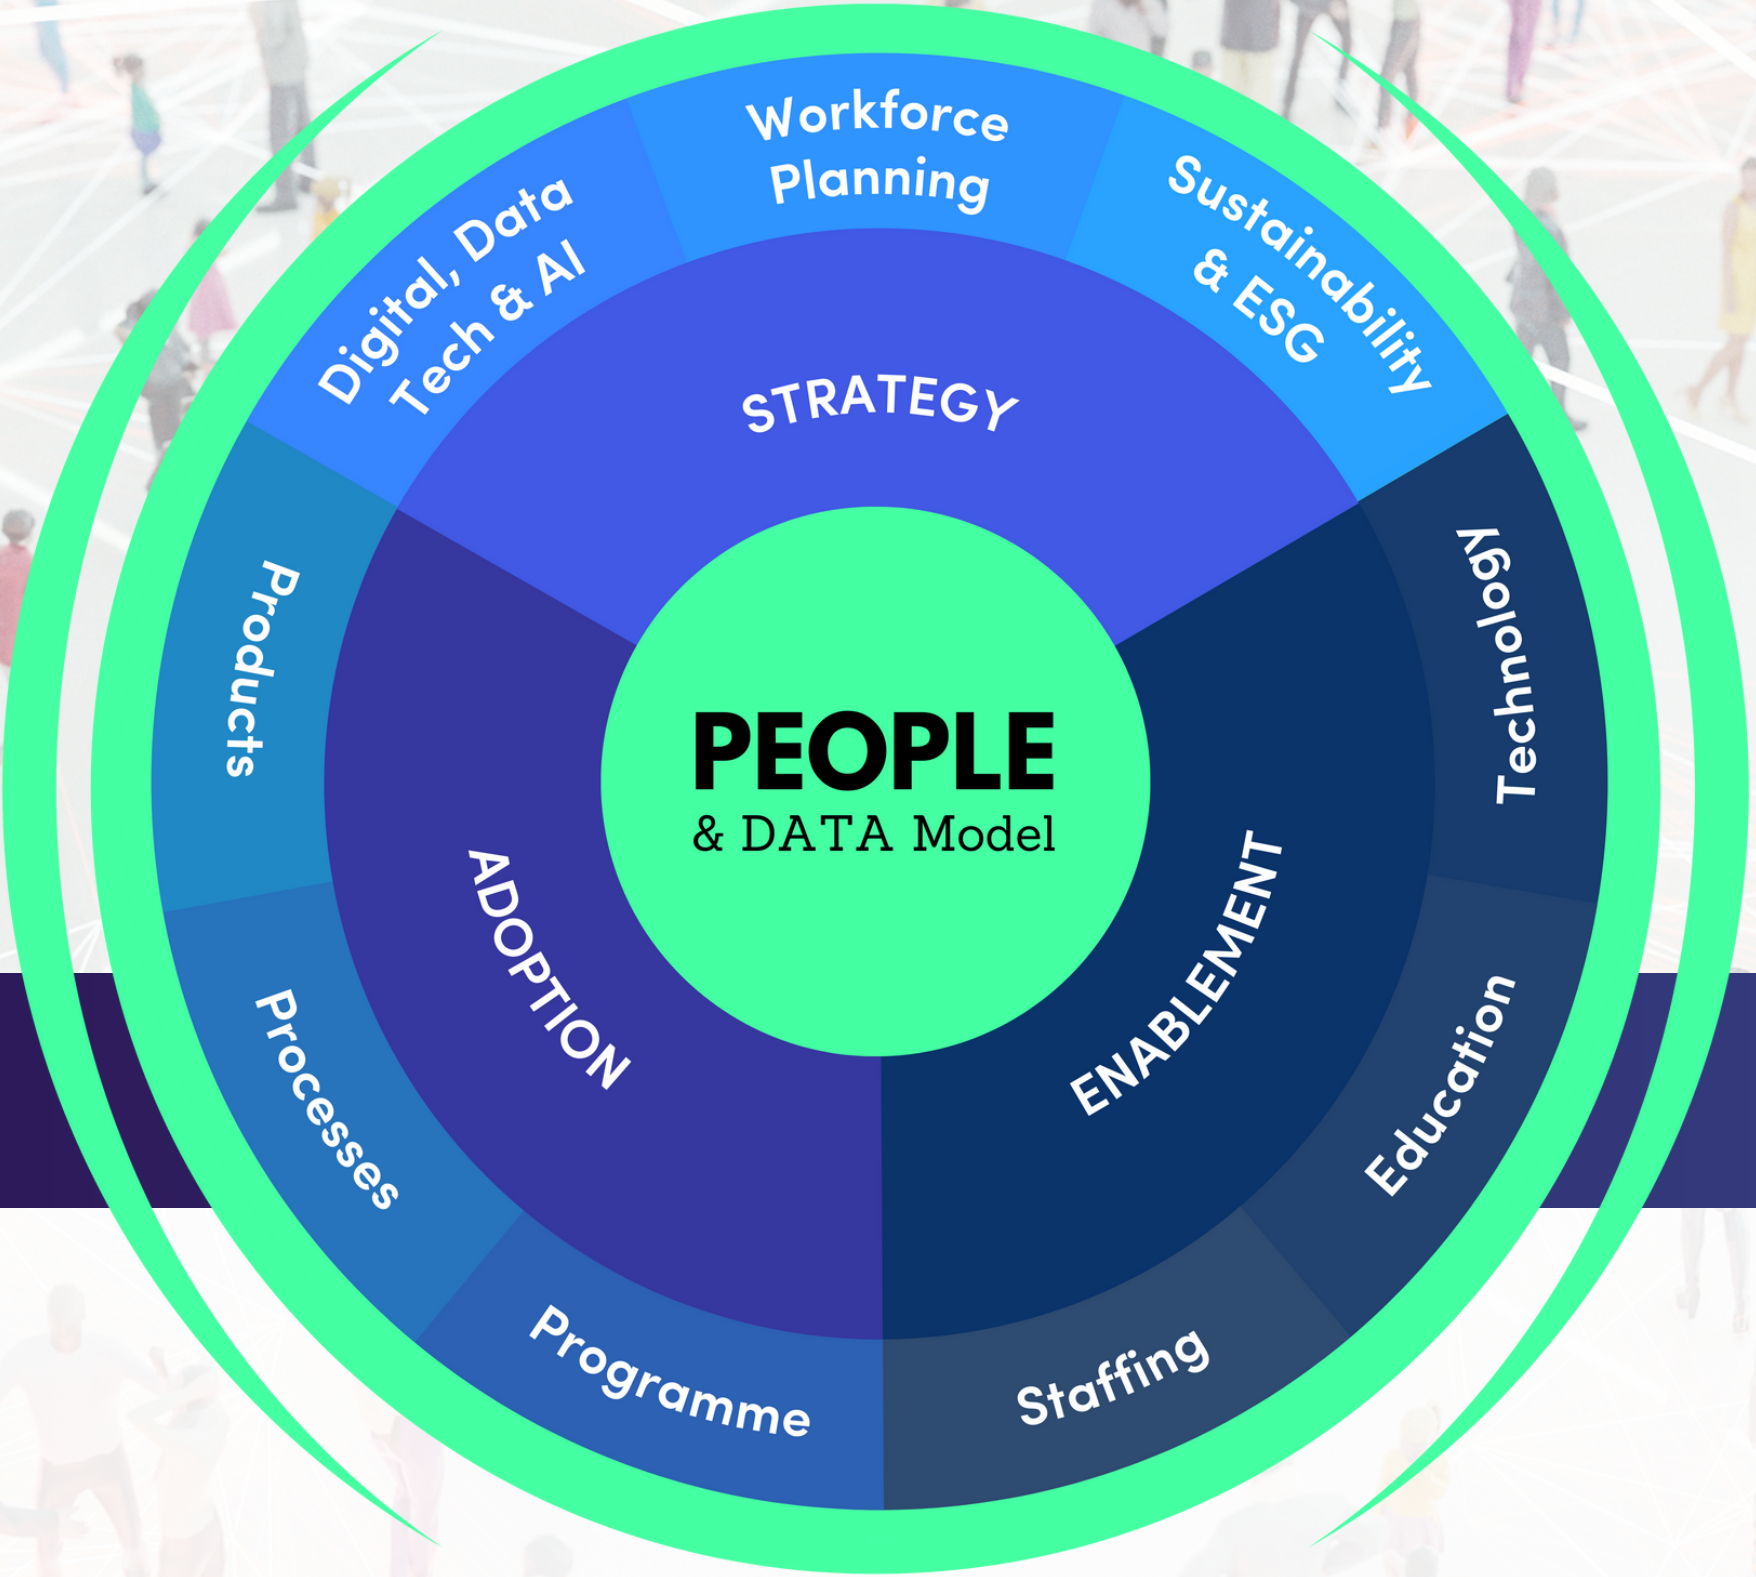 Workforce
Planning
Digital, Data
Tech & AI
Sustainability
& ESG
STRATEGY
Products
Technology
PEOPLE
& DATA Model
ADOPTION
ENABLEMENT
Processes
Education
Programme
Staffing